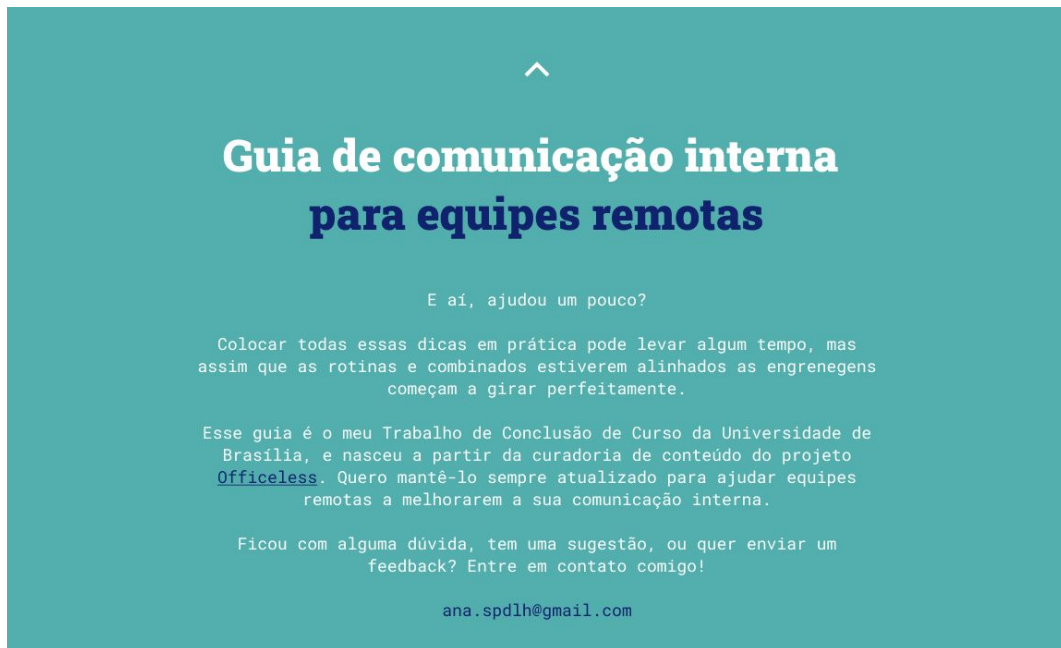 Guia de comunicação interna
para equipes remotas
E aí, ajudou um pouco?
Colocar todas essas dicas em prática pode levar algum tempo, mas
assim que as rotinas e combinados estiverem alinhados as engrenegens
começam a girar perfeitamente.
Esse guia é o meu Trabalho de Conclusão de Curso da Universidade de
Brasília, e nasceu a partir da curadoria de conteúdo do projeto
Officeless. Quero mantê-lo sempre atualizado para ajudar equipes
remotas a melhorarem a sua comunicação interna.
Ficou com alguma dúvida, tem uma sugestão, ou quer enviar um
feedback? Entre em contato comigo!
ana.spdlh@gmail.com